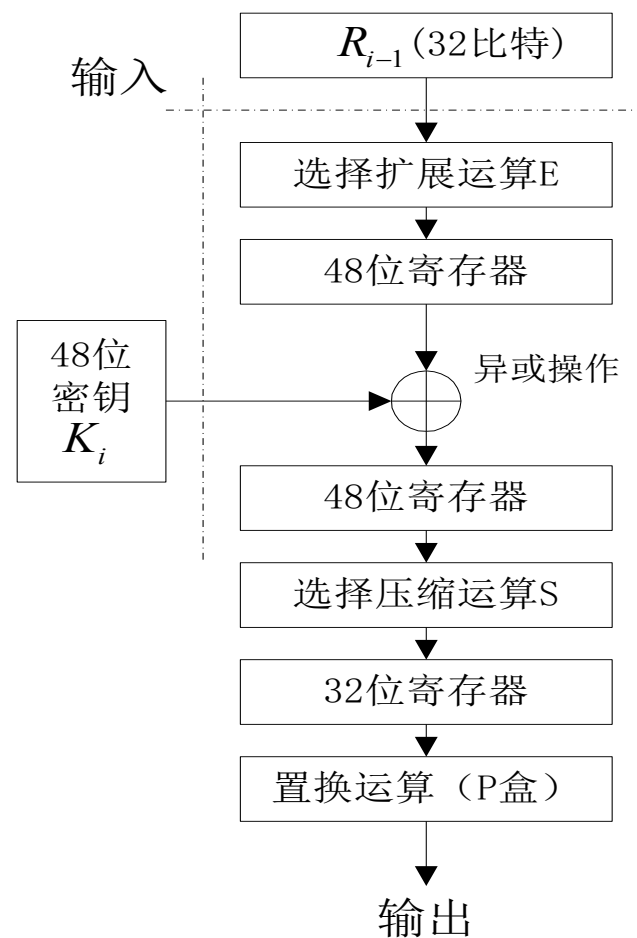 R_{i-1}(32比特)
输入
选择扩展运算E
48位寄存器
48位
密钥
K_i
异或操作
48位寄存器
选择压缩运算S
32位寄存器
置换运算（P盒）
输出